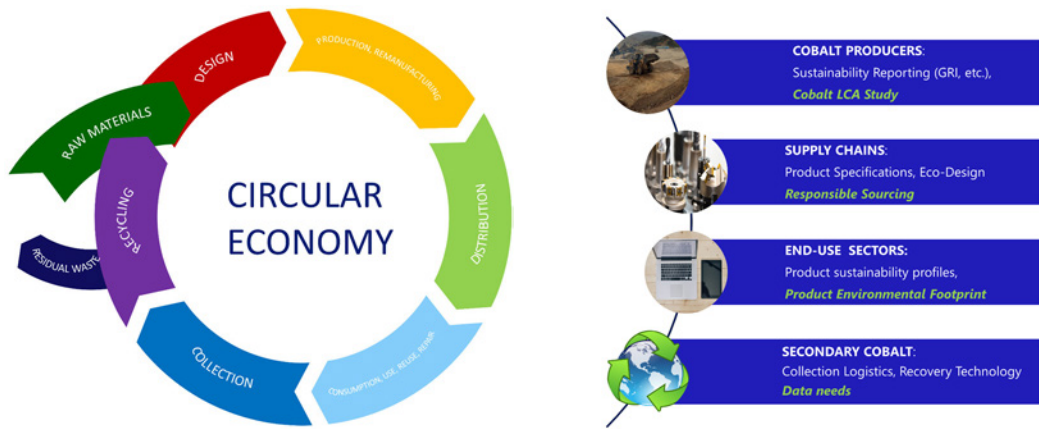 RAW MATERIALS
DESIGN
PRODUCTION, REMANUFACTURING
DISTRIBUTION
CONSUMPTION, USE, REUSE, REPAIR
COLLECTION
RECYCLING
RESIDUAL WASTE
CIRCULAR
ECONOMY
COBALT PRODUCERS:
Sustainability Reporting (GRI, etc.),
Cobalt LCA Study
SUPPLY CHAINS:
Product Specifications, Eco-Design
Responsible Sourcing
END-USE SECTORS:
Product sustainability profiles,
Product Environmental Footprint
SECONDARY COBALT:
Collection Logistics, Recovery Technology
Data needs